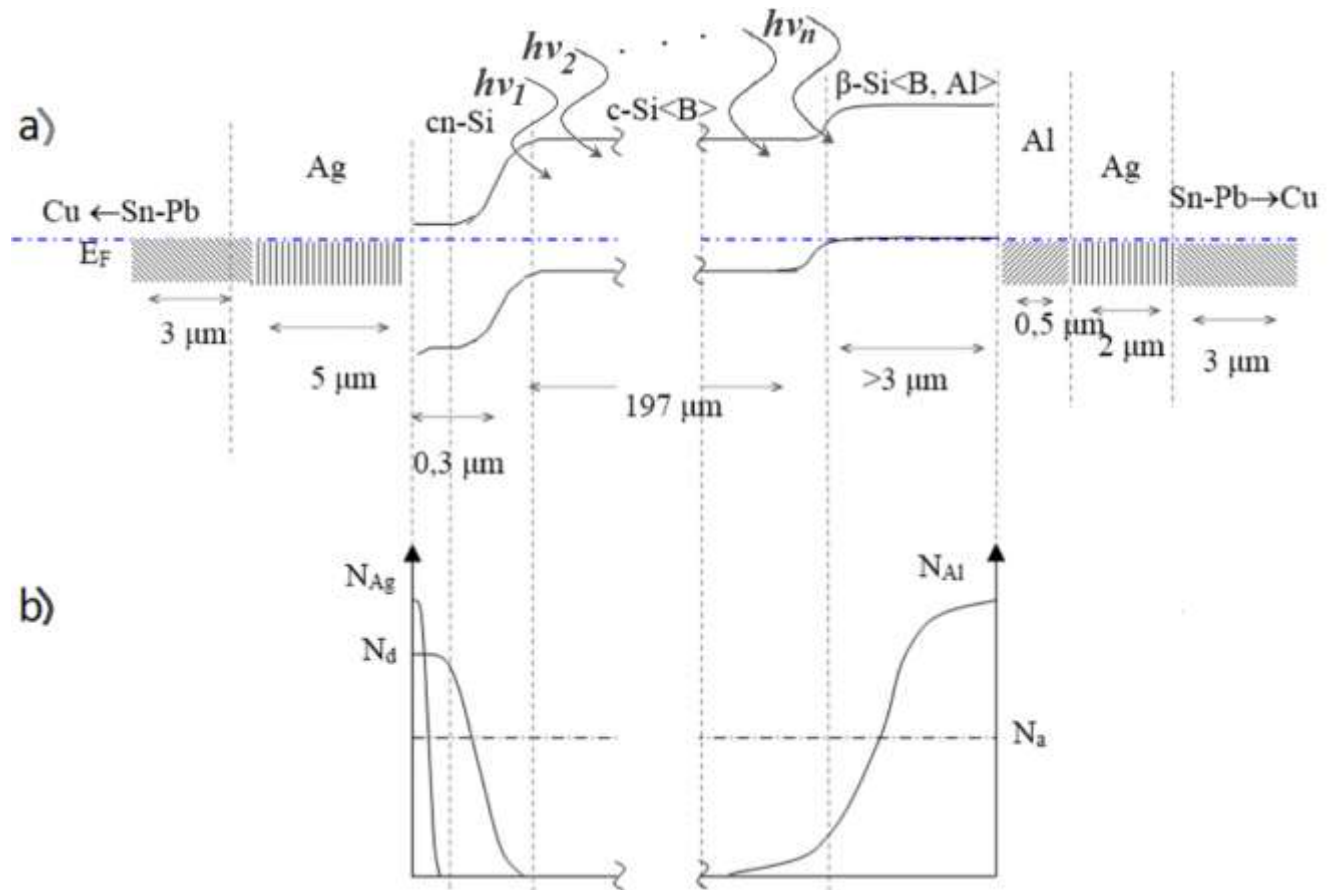 a)
hν1
hν2
. . .
hνn
cn-Si
c-Si<B>
β-Si<B, Al>
Ag
Al
Ag
Cu ←Sn-Pb
Sn-Pb→Cu
EF
3 μm
5 μm
0,3 μm
197 μm
>3 μm
0,5 μm
2 μm
3 μm
b)
NAg
Nd
NAl
Na